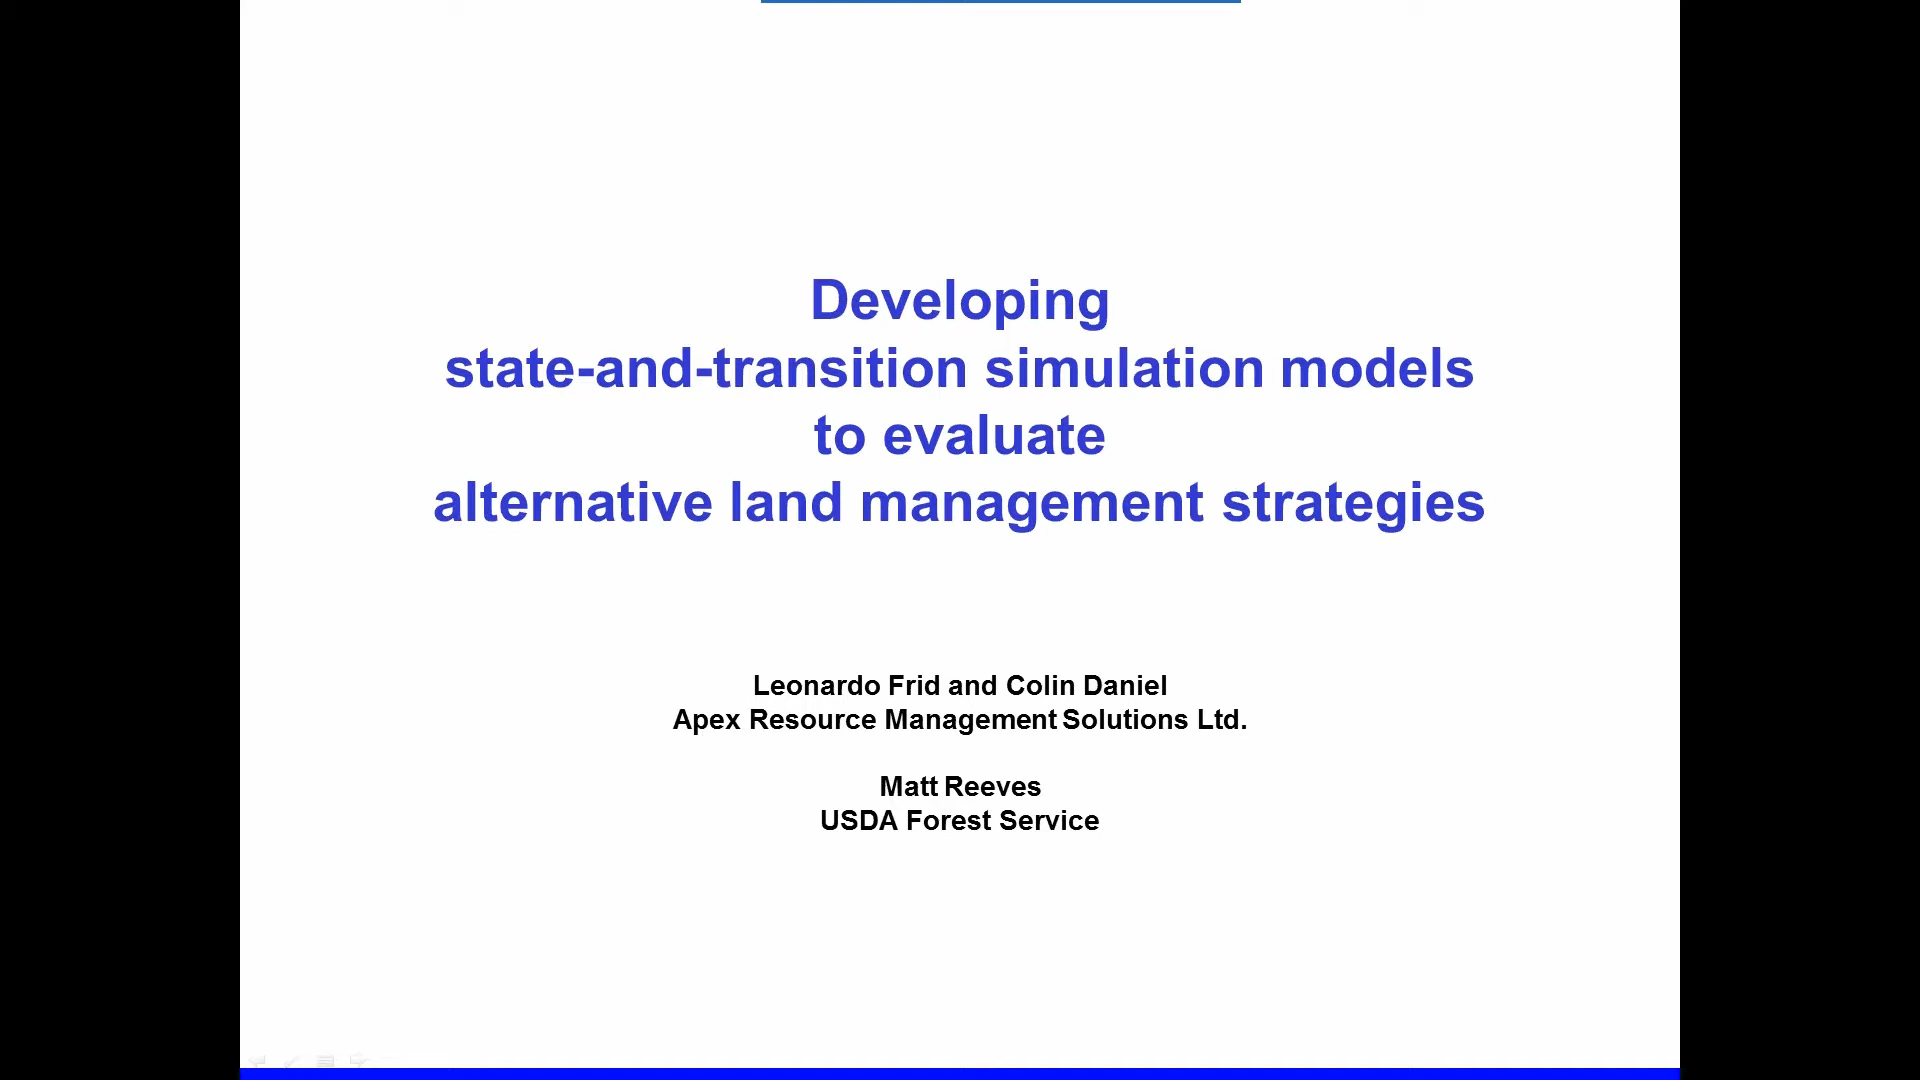 Developing
state-and-transition simulation models
to evaluate
alternative land management strategies
Leonardo Frid and Colin Daniel
Apex Resource Management Solutions Ltd.
Matt Reeves
USDA Forest Service